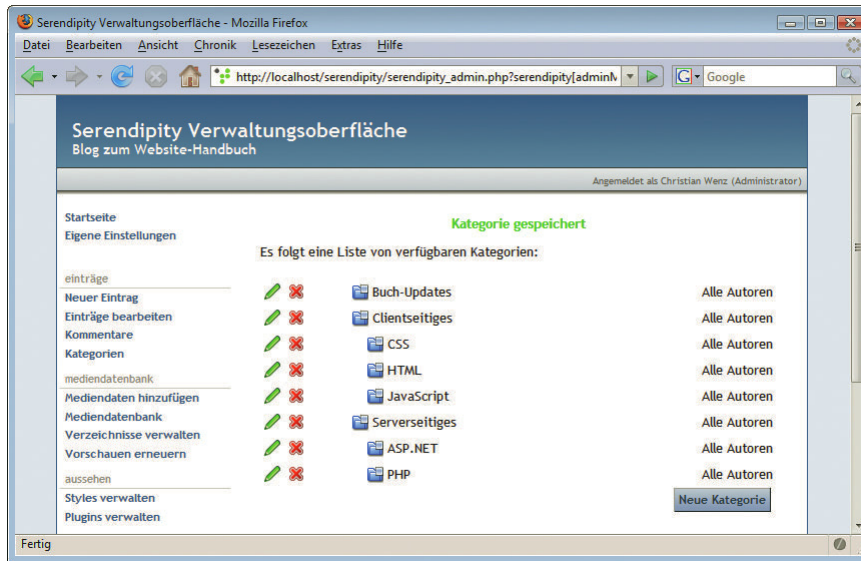 Serendipity Verwaltungsoberfläche - Mozilla Firefox
Datei Bearbeiten Ansicht Chronik Lesezeichen Extras Hilfe
http://localhost/serendipity/serendipity_admin.php?serendipity[adminM G Google
Serendipity Verwaltungsoberfläche
Blog zum Website-Handbuch
Angemeldet als Christian Wenz (Administrator)
Startseite
Eigene Einstellungen
einträge
Neuer Eintrag
Einträge bearbeiten
Kommentare
Kategorien
mediendatenbank
Mediendaten hinzufügen
Mediendatenbank
Verzeichnisse verwalten
Vorschauen erneuern
aussehen
Styles verwalten
Plugins verwalten
Kategorie gespeichert
Es folgt eine Liste von verfügbaren Kategorien:
Buch-Updates Alle Autoren
Clientseitiges Alle Autoren
CSS Alle Autoren
HTML Alle Autoren
JavaScript Alle Autoren
Serverseitiges Alle Autoren
ASP.NET Alle Autoren
PHP Alle Autoren
Neue Kategorie
Fertig